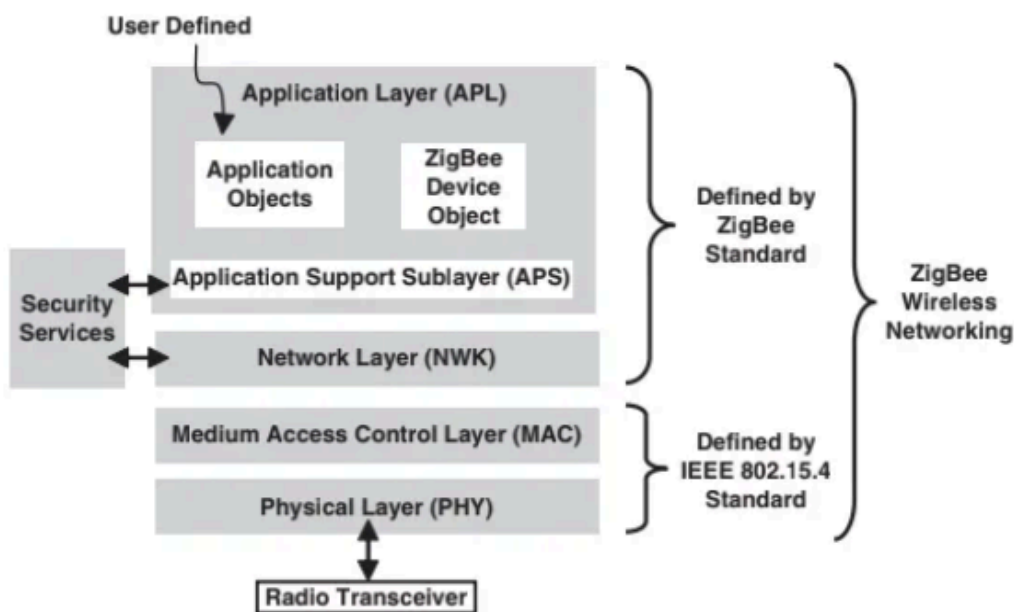 User Defined
Application Layer (APL)
Application
Objects
ZigBee
Device
Object
Application Support Sublayer (APS)
Security
Services
Network Layer (NWK)
Medium Access Control Layer (MAC)
Physical Layer (PHY)
Radio Transceiver
Defined by
ZigBee
Standard
Defined by
IEEE 802.15.4
Standard
ZigBee
Wireless
Networking